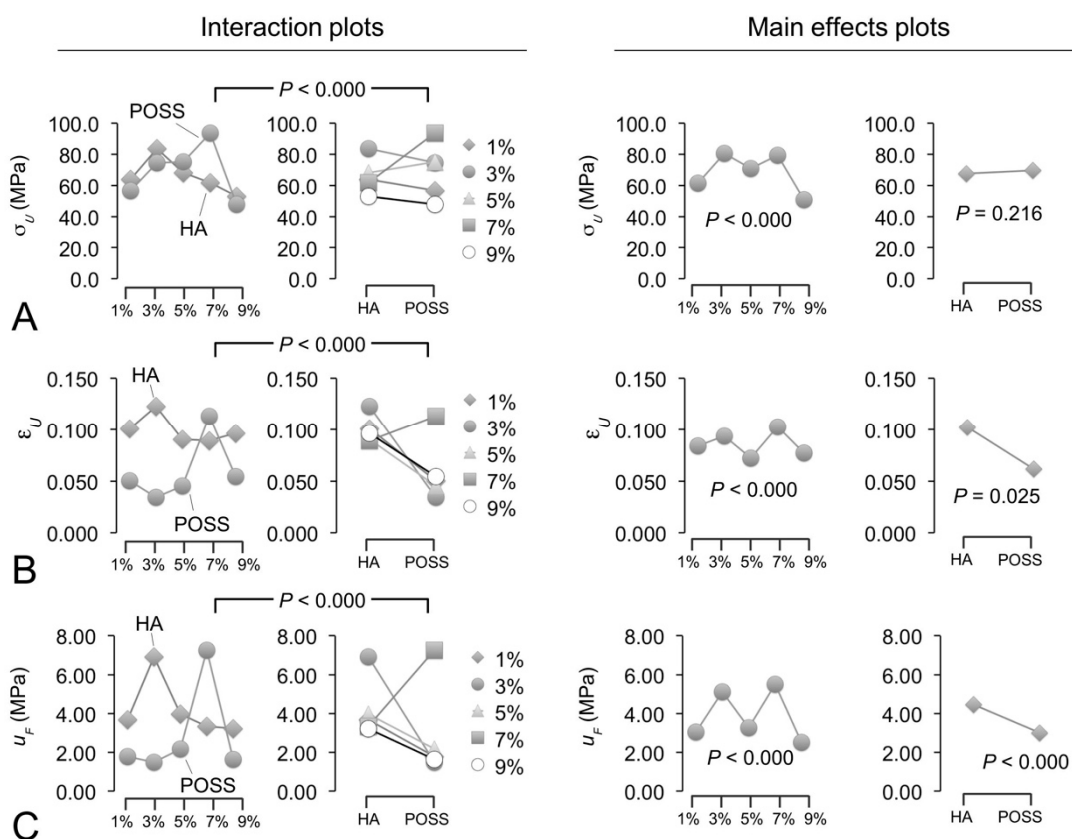 Interaction plots
Main effects plots
P < 0.000
POSS
HA
σU (MPa)
100.0
80.0
60.0
40.0
20.0
0.0
1% 3% 5% 7% 9%
100.0
80.0
60.0
40.0
20.0
0.0
HA POSS
1%
3%
5%
7%
9%
σU (MPa)
100.0
80.0
60.0
40.0
20.0
0.0
P < 0.000
1% 3% 5% 7% 9%
100.0
80.0
60.0
40.0
20.0
0.0
P = 0.216
HA POSS
A
P < 0.000
HA
POSS
εU
0.150
0.100
0.050
0.000
1% 3% 5% 7% 9%
0.150
0.100
0.050
0.000
HA POSS
1%
3%
5%
7%
9%
εU
0.150
0.100
0.050
0.000
P < 0.000
1% 3% 5% 7% 9%
0.150
0.100
0.050
0.000
P = 0.025
HA POSS
B
P < 0.000
HA
POSS
uF (MPa)
8.00
6.00
4.00
2.00
0.00
1% 3% 5% 7% 9%
8.00
6.00
4.00
2.00
0.00
HA POSS
1%
3%
5%
7%
9%
uF (MPa)
8.00
6.00
4.00
2.00
0.00
P < 0.000
1% 3% 5% 7% 9%
8.00
6.00
4.00
2.00
0.00
P < 0.000
HA POSS
C